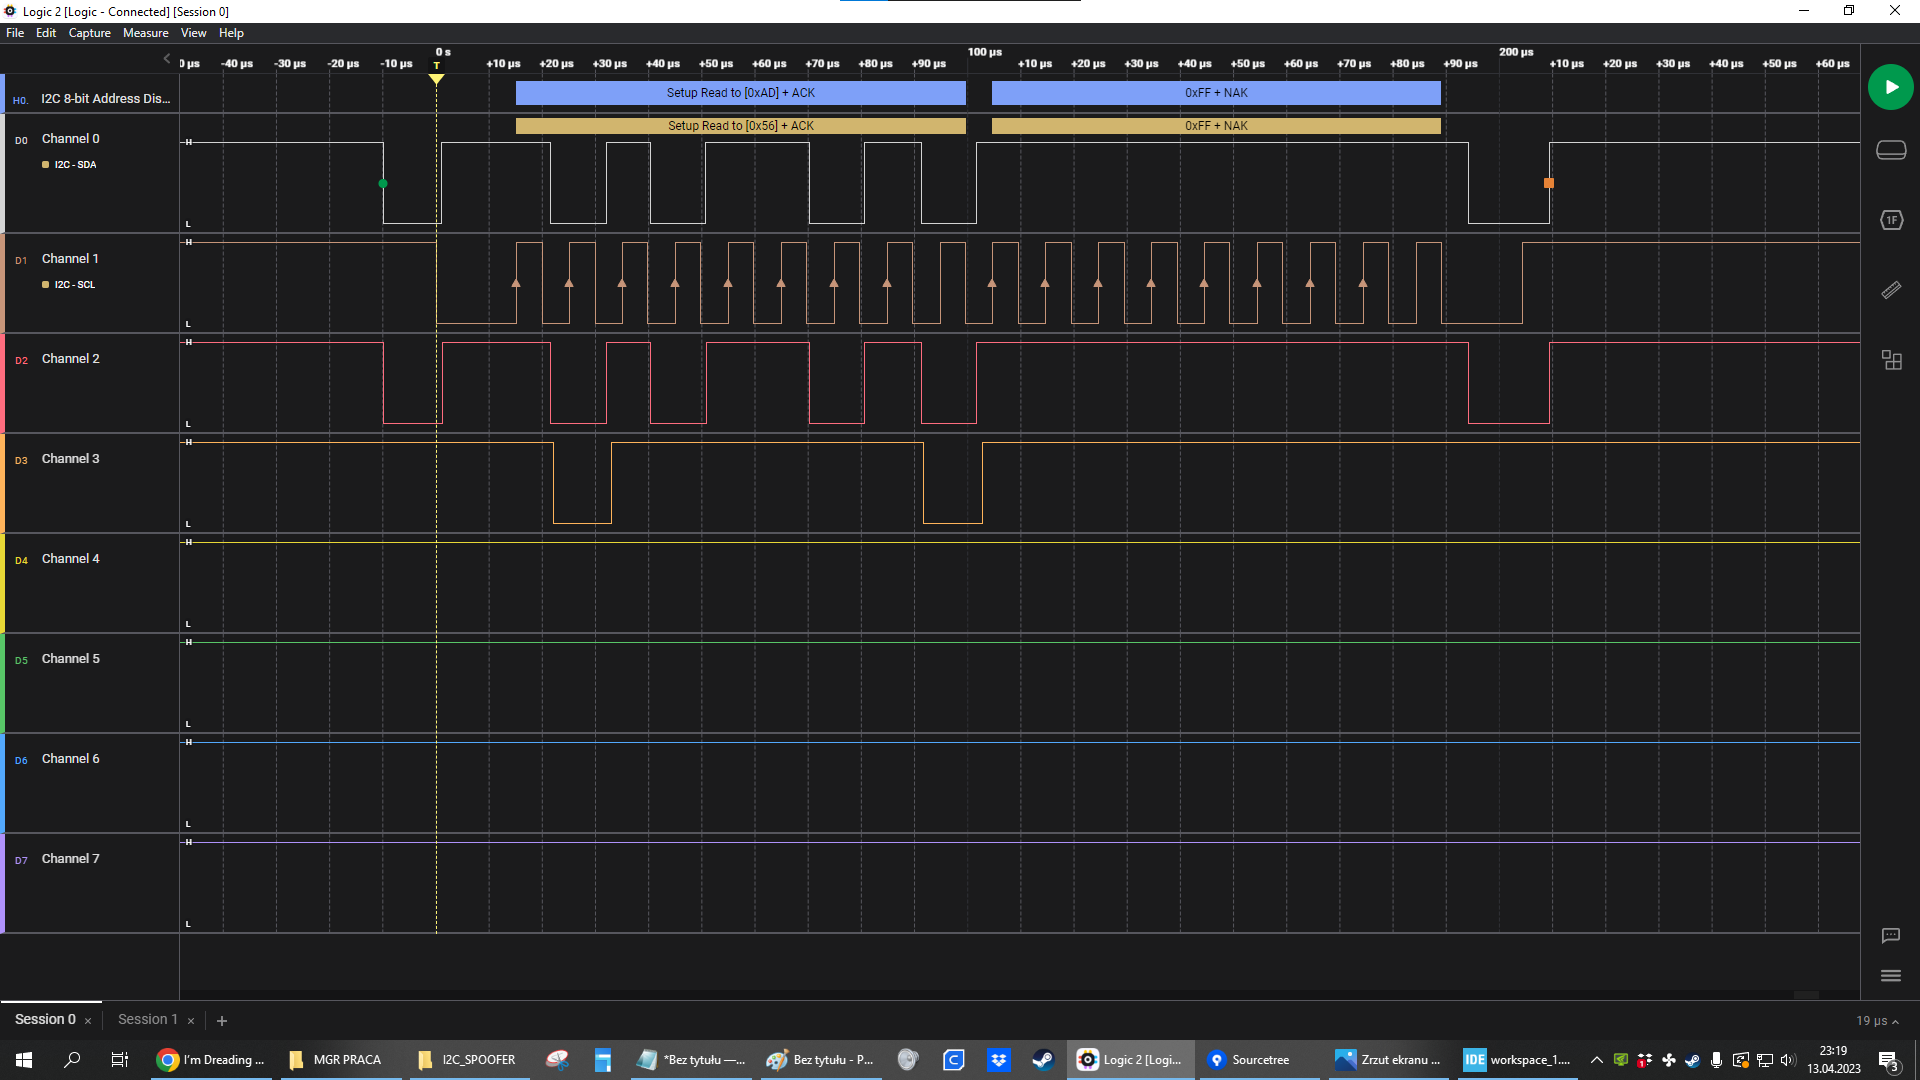 Logic 2 [Logic - Connected] [Session 0]
File Edit Capture Measure View Help
0 s 100 µs 200 µs
0 µs -40 µs -30 µs -20 µs -10 µs T +10 µs +20 µs +30 µs +40 µs +50 µs +60 µs +70 µs +80 µs +90 µs +10 µs +20 µs +30 µs +40 µs +50 µs +60 µs +70 µs +80 µs +90 µs +10 µs +20 µs +30 µs +40 µs +50 µs +60 µs
H0. I2C 8-bit Address Dis... Setup Read to [0xAD] + ACK 0xFF + NAK
Setup Read to [0x56] + ACK 0xFF + NAK
D0 Channel 0 H
I2C - SDA
L
H
D1 Channel 1
I2C - SCL
L
H
D2 Channel 2
L
H
D3 Channel 3
L
H
D4 Channel 4
L
H
D5 Channel 5
L
H
D6 Channel 6
L
H
D7 Channel 7
L
1F
Session 0 × Session 1 × + 19 µs
I'm Dreading ... MGR PRACA I2C_SPOOFER *Bez tytułu —... Bez tytułu - P... Logic 2 [Logi... Sourcetree Zrzut ekranu ... IDE workspace_1.... 23:19
13.04.2023 3